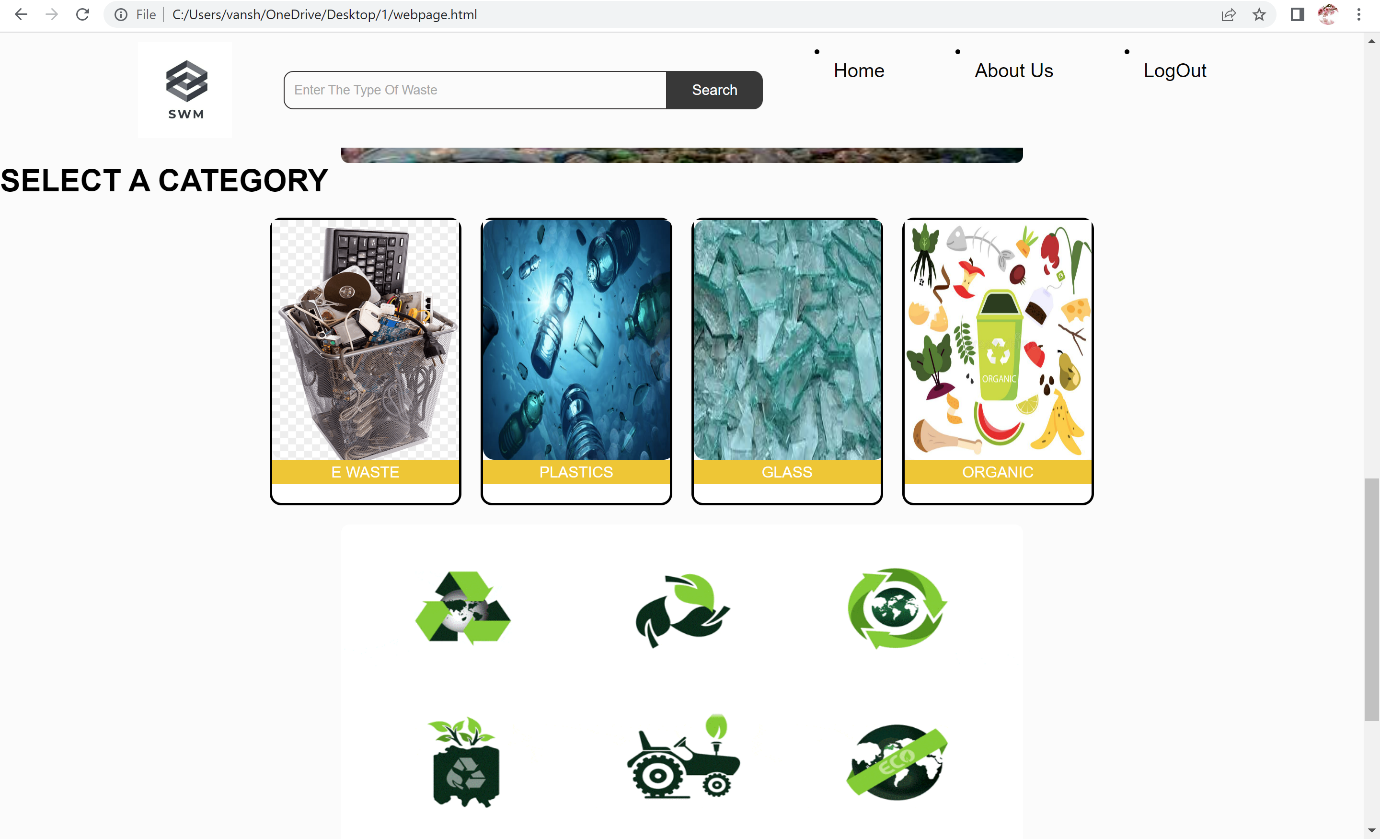 File | C:/Users/vansh/OneDrive/Desktop/1/webpage.html
SWM
Enter The Type Of Waste
Search
Home
About Us
LogOut
SELECT A CATEGORY
ORGANIC
E WASTE
PLASTICS
GLASS
ORGANIC
ECO